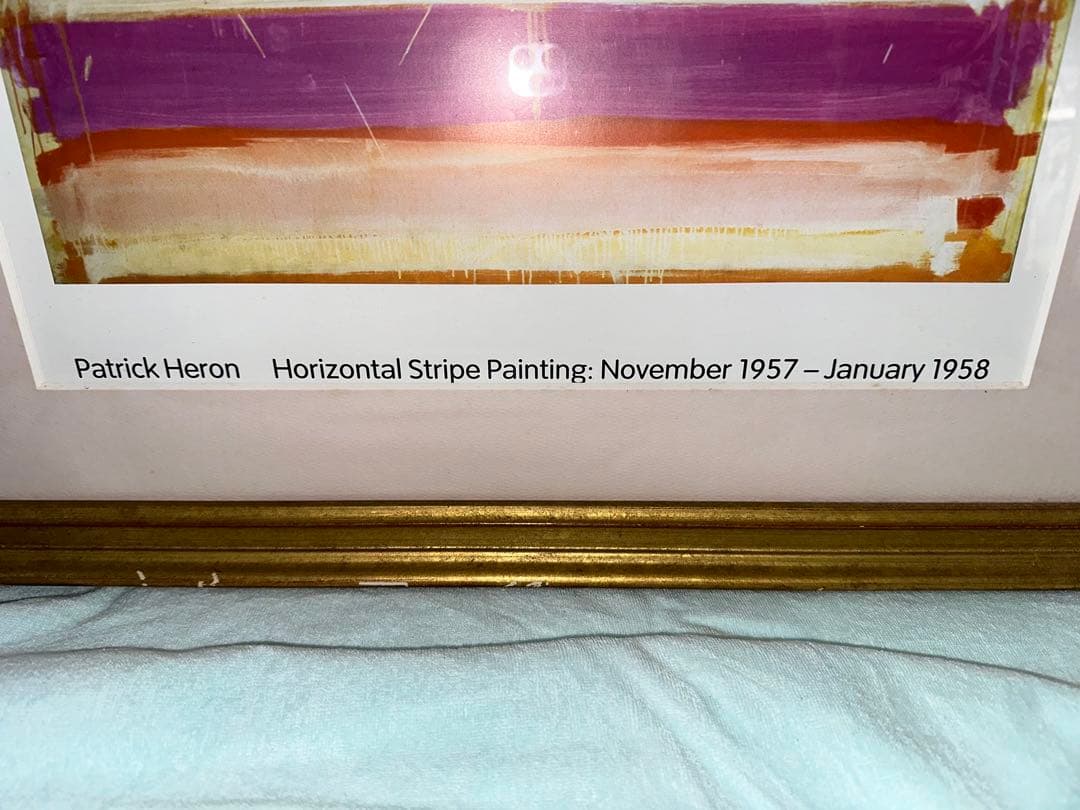 Patrick Heron Horizontal Stripe Painting: November 1957 – January 1958